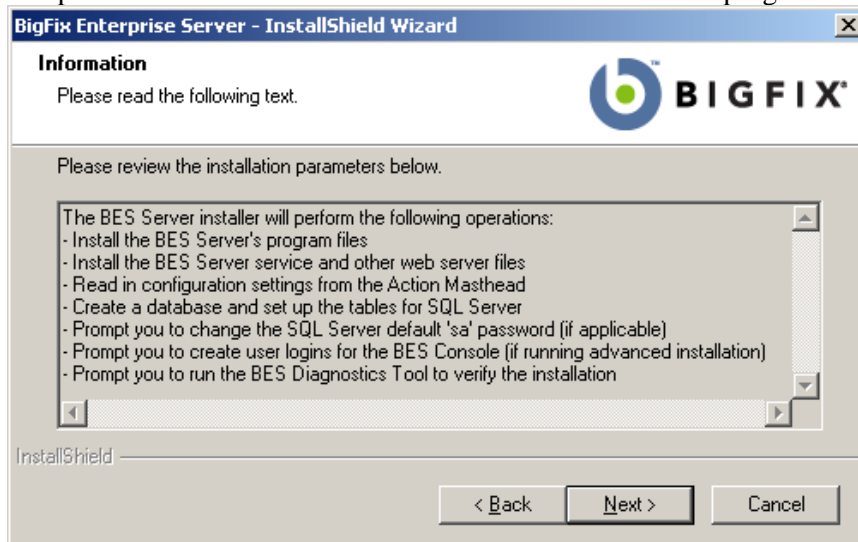 BigFix Enterprise Server - InstallShield Wizard
Information
Please read the following text.
BIGFIX
Please review the installation parameters below.
The BES Server installer will perform the following operations:
- Install the BES Server's program files
- Install the BES Server service and other web server files
- Read in configuration settings from the Action Masthead
- Create a database and set up the tables for SQL Server
- Prompt you to change the SQL Server default 'sa' password (if applicable)
- Prompt you to create user logins for the BES Console (if running advanced installation)
- Prompt you to run the BES Diagnostics Tool to verify the installation
InstallShield
< Back
Next >
Cancel